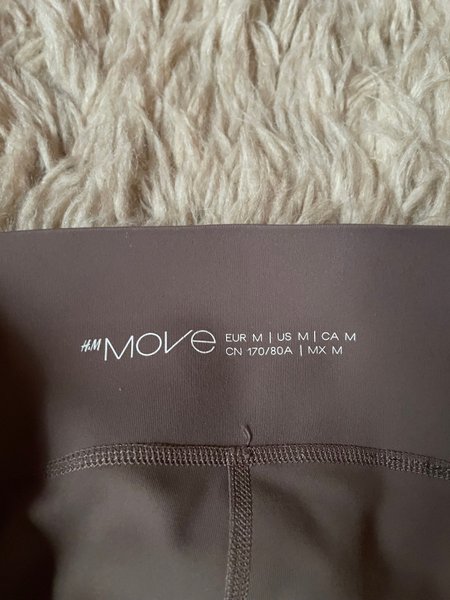 H&M MOVE
EUR M | US M | CA M
CN 170/80A | MX M